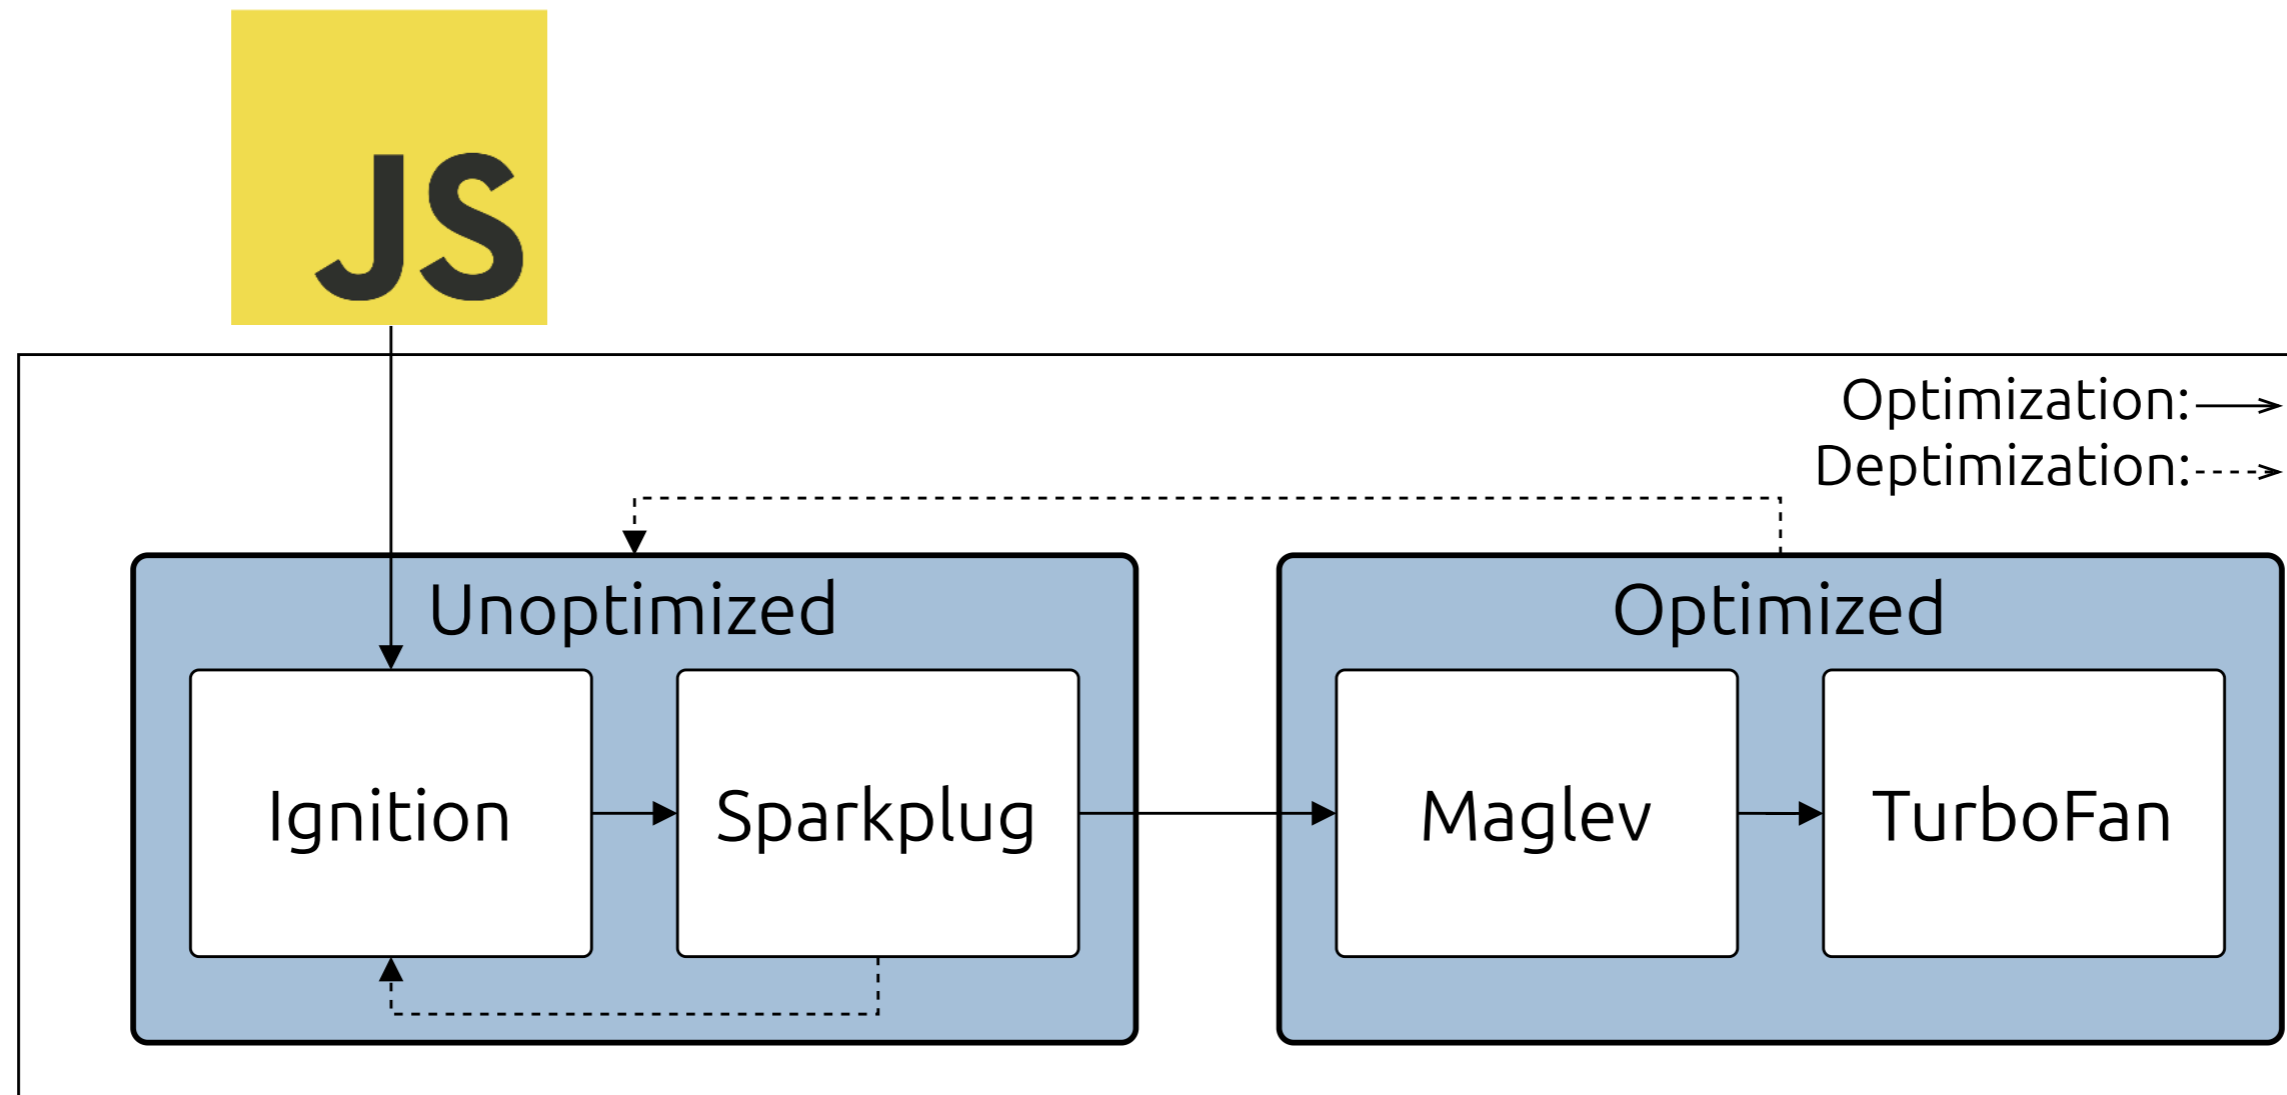 JS
Optimization:
Deptimization:
Unoptimized
Optimized
Ignition
Sparkplug
Maglev
TurboFan